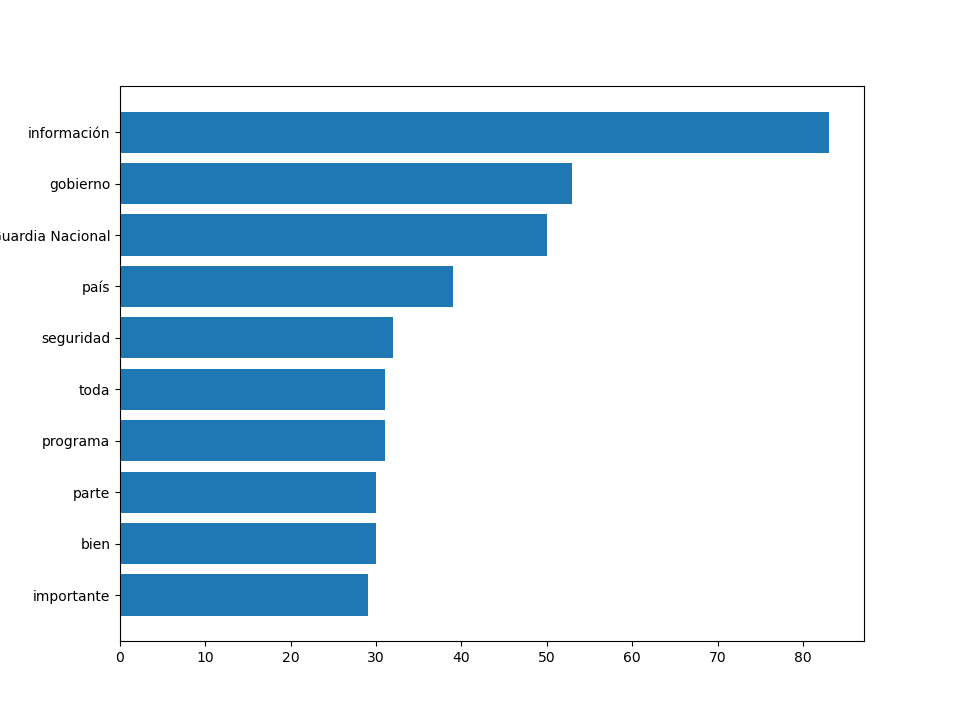 información
gobierno
Guardia Nacional
país
seguridad
toda
programa
parte
bien
importante
0 10 20 30 40 50 60 70 80